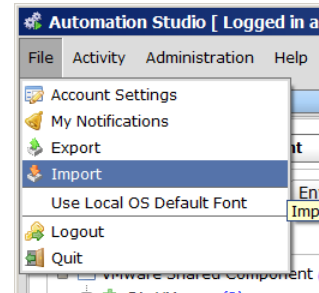 Automation Studio [ Logged in a
File Activity Administration Help
Account Settings
My Notifications
Export
nt
Import
En
Use Local OS Default Font
Imp
Logout
Quit
VMware Shared Component